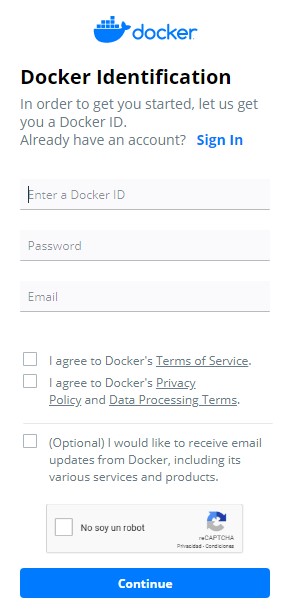 docker
Docker Identification
In order to get you started, let us get
you a Docker ID.
Already have an account? Sign In
Enter a Docker ID
Password
Email
I agree to Docker's Terms of Service.
I agree to Docker's Privacy
Policy and Data Processing Terms.
(Optional) I would like to receive email
updates from Docker, including its
various services and products.
No soy un robot
reCAPTCHA
Privacidad - Condiciones
Continue